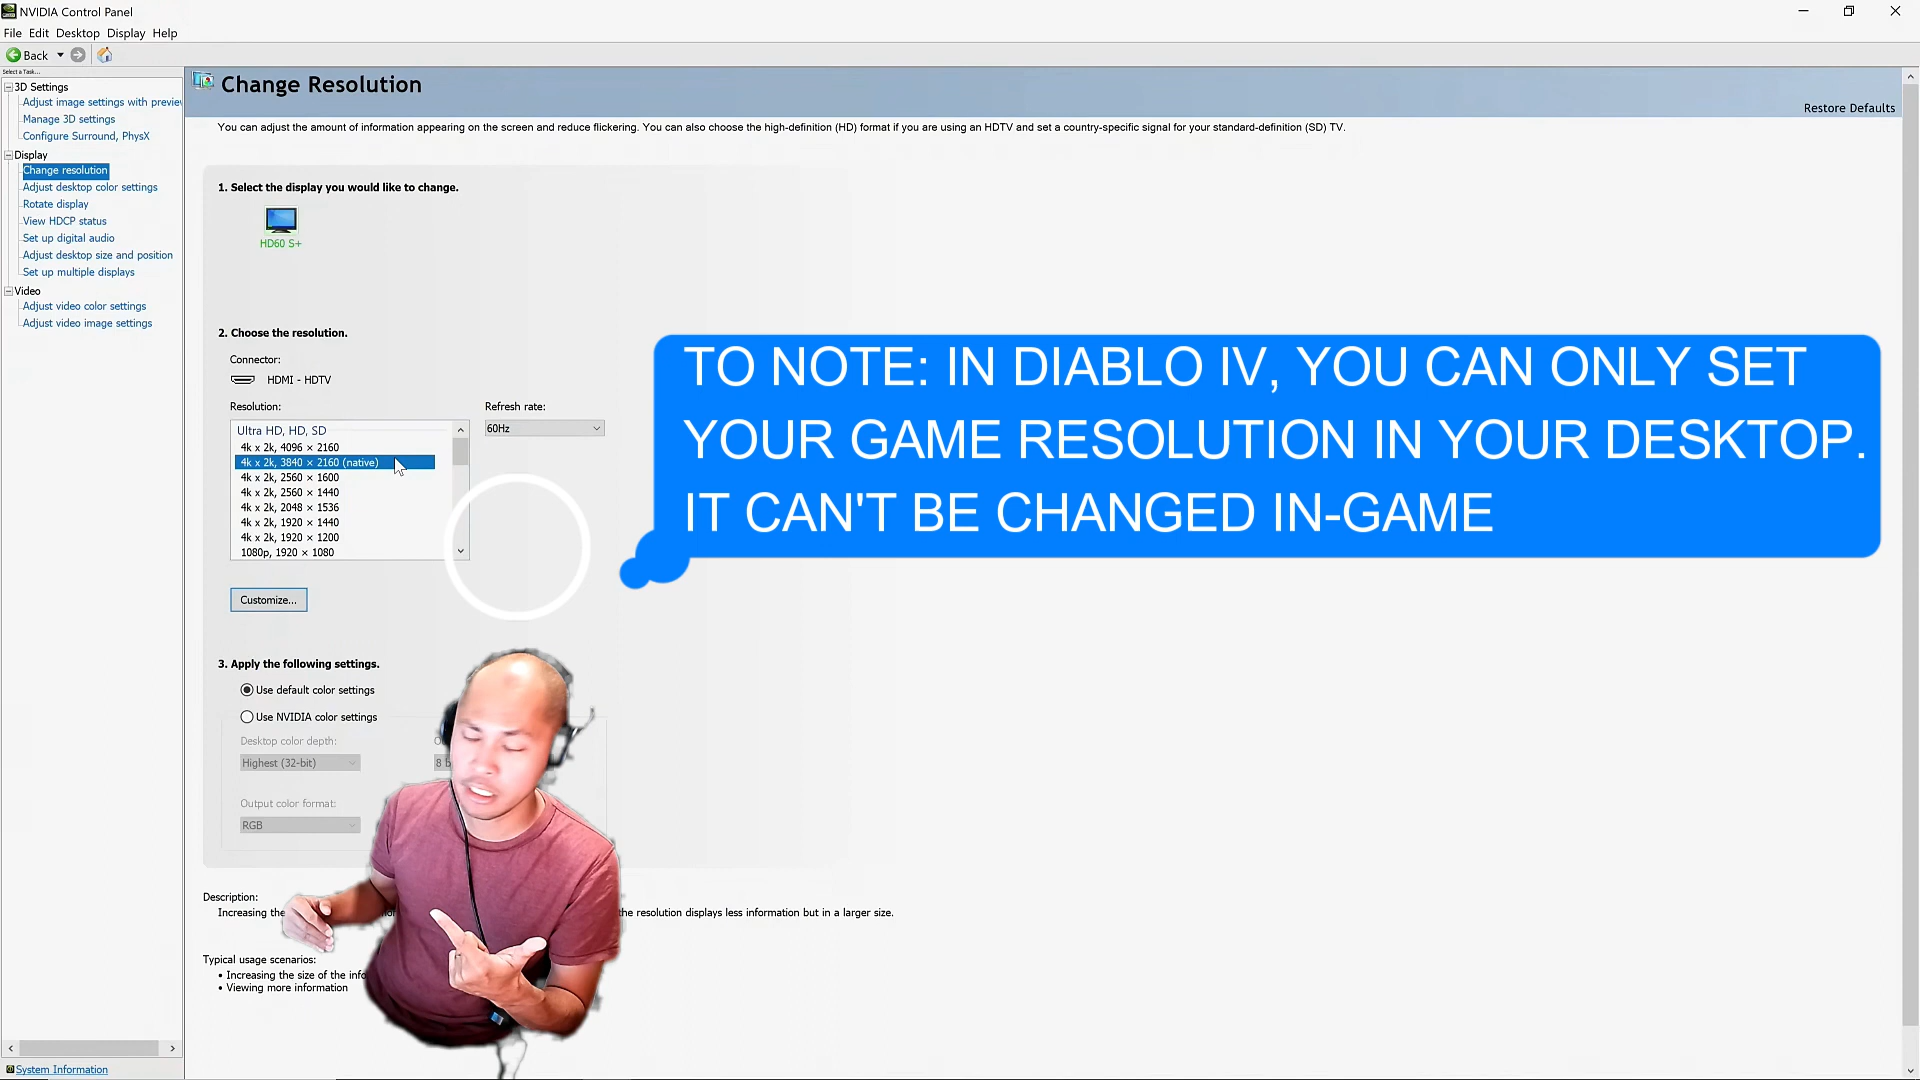 NVIDIA Control Panel
File Edit Desktop Display Help
Back
Select a Task...
3D Settings
Adjust image settings with preview
Manage 3D settings
Configure Surround, PhysX
Display
Change resolution
Adjust desktop color settings
Rotate display
View HDCP status
Set up digital audio
Adjust desktop size and position
Set up multiple displays
Video
Adjust video color settings
Adjust video image settings
System Information
Change Resolution
Restore Defaults
You can adjust the amount of information appearing on the screen and reduce flickering. You can also choose the high-definition (HD) format if you are using an HDTV and set a country-specific signal for your standard-definition (SD) TV.
1. Select the display you would like to change.
HD60 S+
2. Choose the resolution.
Connector:
HDMI - HDTV
Resolution:
Refresh rate:
60Hz
Ultra HD, HD, SD
4k x 2k, 4096 × 2160
4k x 2k, 3840 × 2160 (native)
4k x 2k, 2560 × 1600
4k x 2k, 2560 × 1440
4k x 2k, 2048 × 1536
4k x 2k, 1920 × 1440
4k x 2k, 1920 × 1200
1080p, 1920 × 1080
Customize...
TO NOTE: IN DIABLO IV, YOU CAN ONLY SET
YOUR GAME RESOLUTION IN YOUR DESKTOP.
IT CAN'T BE CHANGED IN-GAME
3. Apply the following settings.
Use default color settings
Use NVIDIA color settings
Desktop color depth:
Highest (32-bit)
8 b
Output color format:
RGB
Description:
Increasing the
the resolution displays less information but in a larger size.
Typical usage scenarios:
• Increasing the size of the info
• Viewing more information